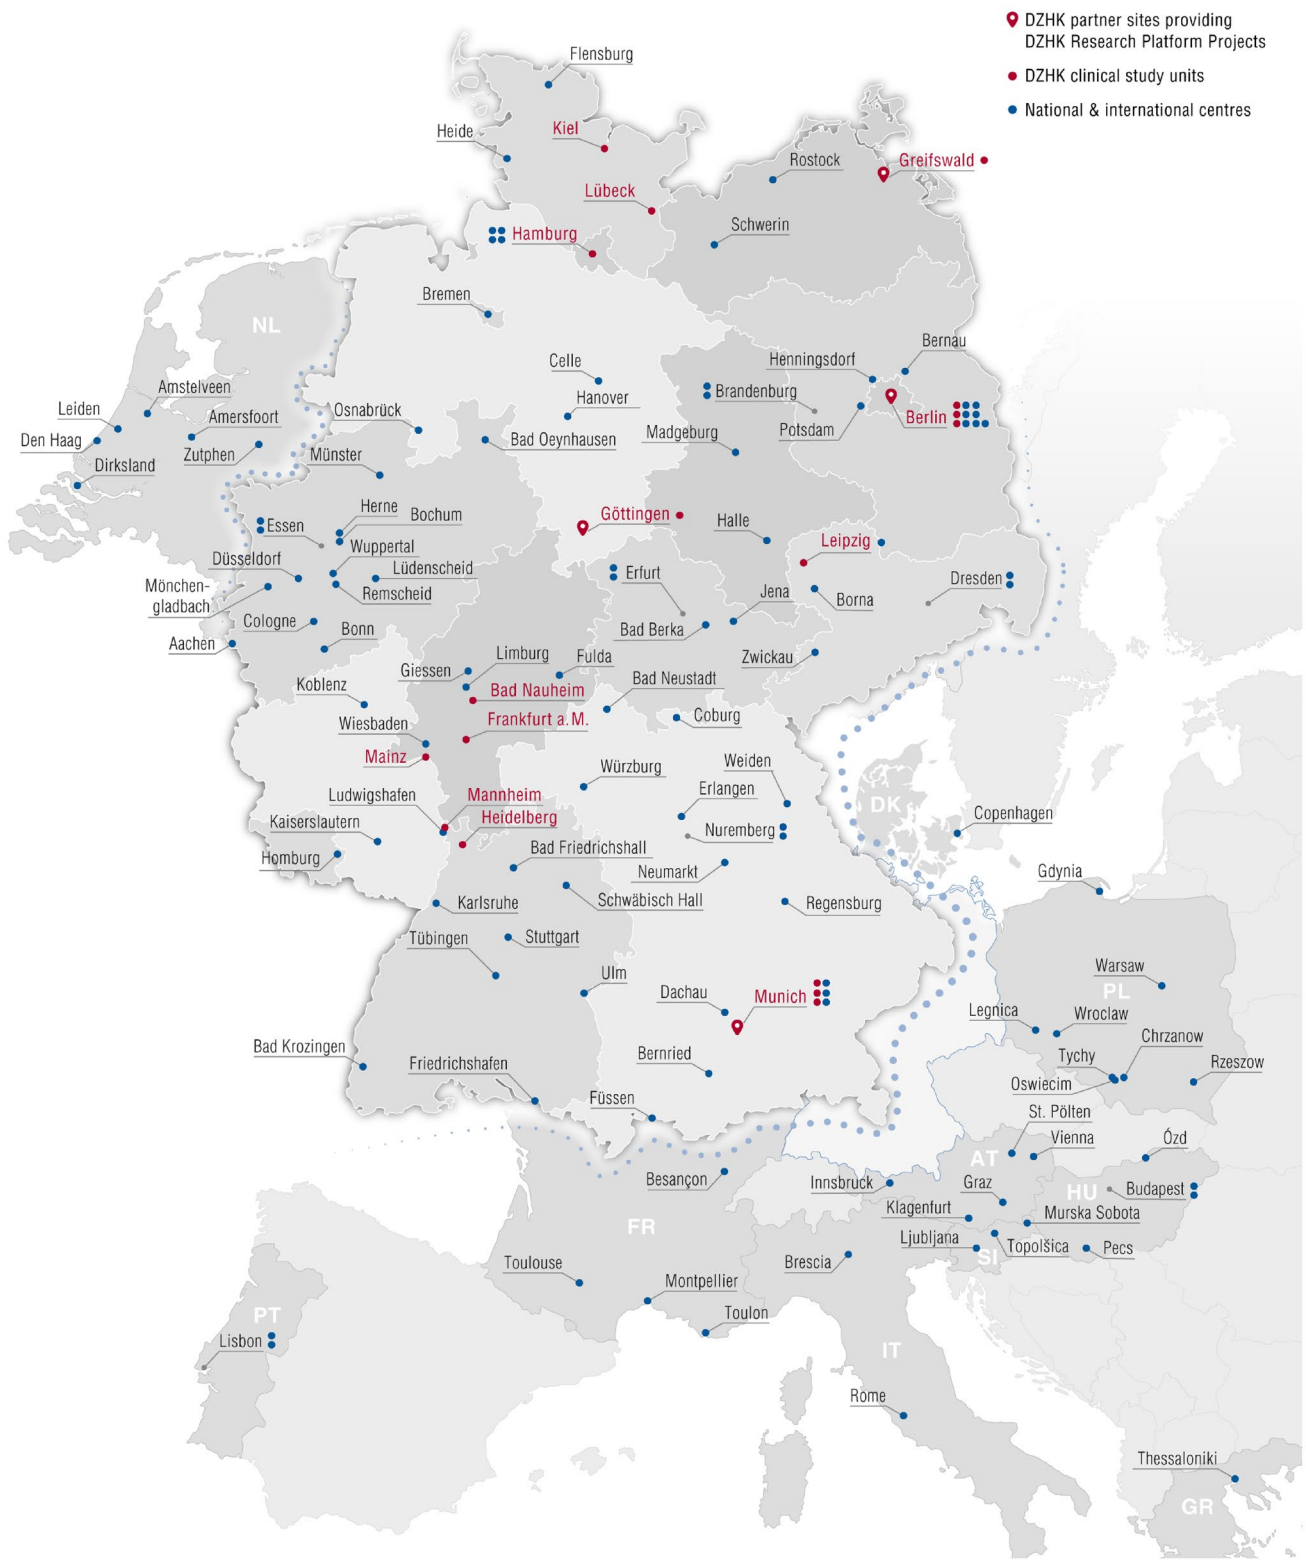 DZHK partner sites providing
DZHK Research Platform Projects
DZHK clinical study units
National & international centres
Flensburg
Heide
Kiel
Rostock
Greifswald
Lübeck
Schwerin
Hamburg
Bremen
NL
Bernau
Henningsdorf
Celle
Brandenburg
Amstelveen
Hanover
Leiden
Amersfoort
Osnabrück
Berlin
Potsdam
Madgeburg
Den Haag
Bad Oeynhausen
Zutphen
Münster
Dirksland
Herne
Bochum
Göttingen
Halle
Essen
Leipzig
Wuppertal
Düsseldorf
Lüdenscheid
Erfurt
Dresden
Mönchen-
gladbach
Remscheid
Jena
Borna
Cologne
Bonn
Bad Berka
Aachen
Limburg
Fulda
Zwickau
Giessen
Bad Neustadt
Koblenz
Bad Nauheim
Coburg
Wiesbaden
Frankfurt a. M.
Mainz
Würzburg
Weiden
Erlangen
Ludwigshafen
Mannheim
DK
Copenhagen
Kaiserslautern
Heidelberg
Nuremberg
Homburg
Bad Friedrichshall
Neumarkt
Gdynia
Karlsruhe
Schwäbisch Hall
Regensburg
Tübingen
Stuttgart
Warsaw
Ulm
Dachau
Munich
PL
Legnica
Wroclaw
Chrzanow
Bad Krozingen
Friedrichshafen
Bernried
Tychy
Rzeszow
Oswiecim
Füssen
St. Pölten
Vienna
Ózd
AT
Besançon
Innsbruck
Graz
HU
Budapest
Klagenfurt
Murska Sobota
FR
Ljubljana
Topolšica
Pecs
SI
Toulouse
Brescia
Montpellier
PT
Toulon
Lisbon
IT
Rome
Thessaloniki
GR